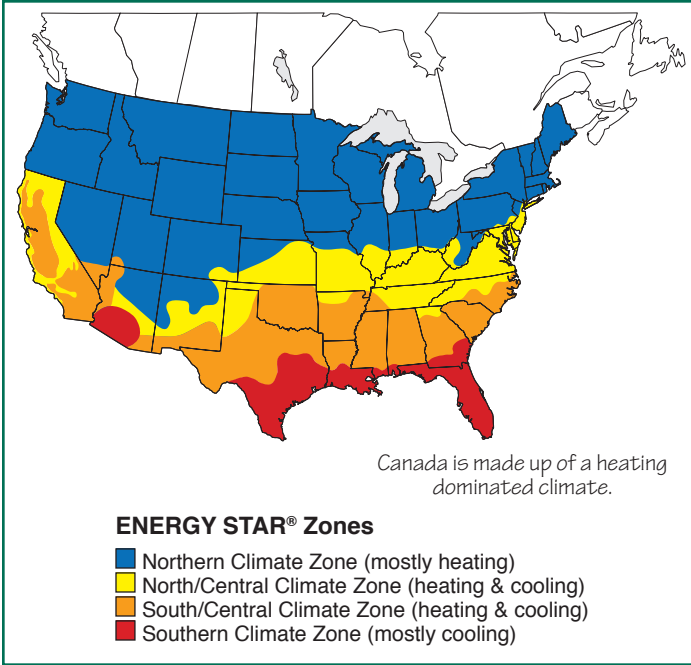 Canada is made up of a heating
dominated climate.
ENERGY STAR® Zones
Northern Climate Zone (mostly heating)
North/Central Climate Zone (heating & cooling)
South/Central Climate Zone (heating & cooling)
Southern Climate Zone (mostly cooling)